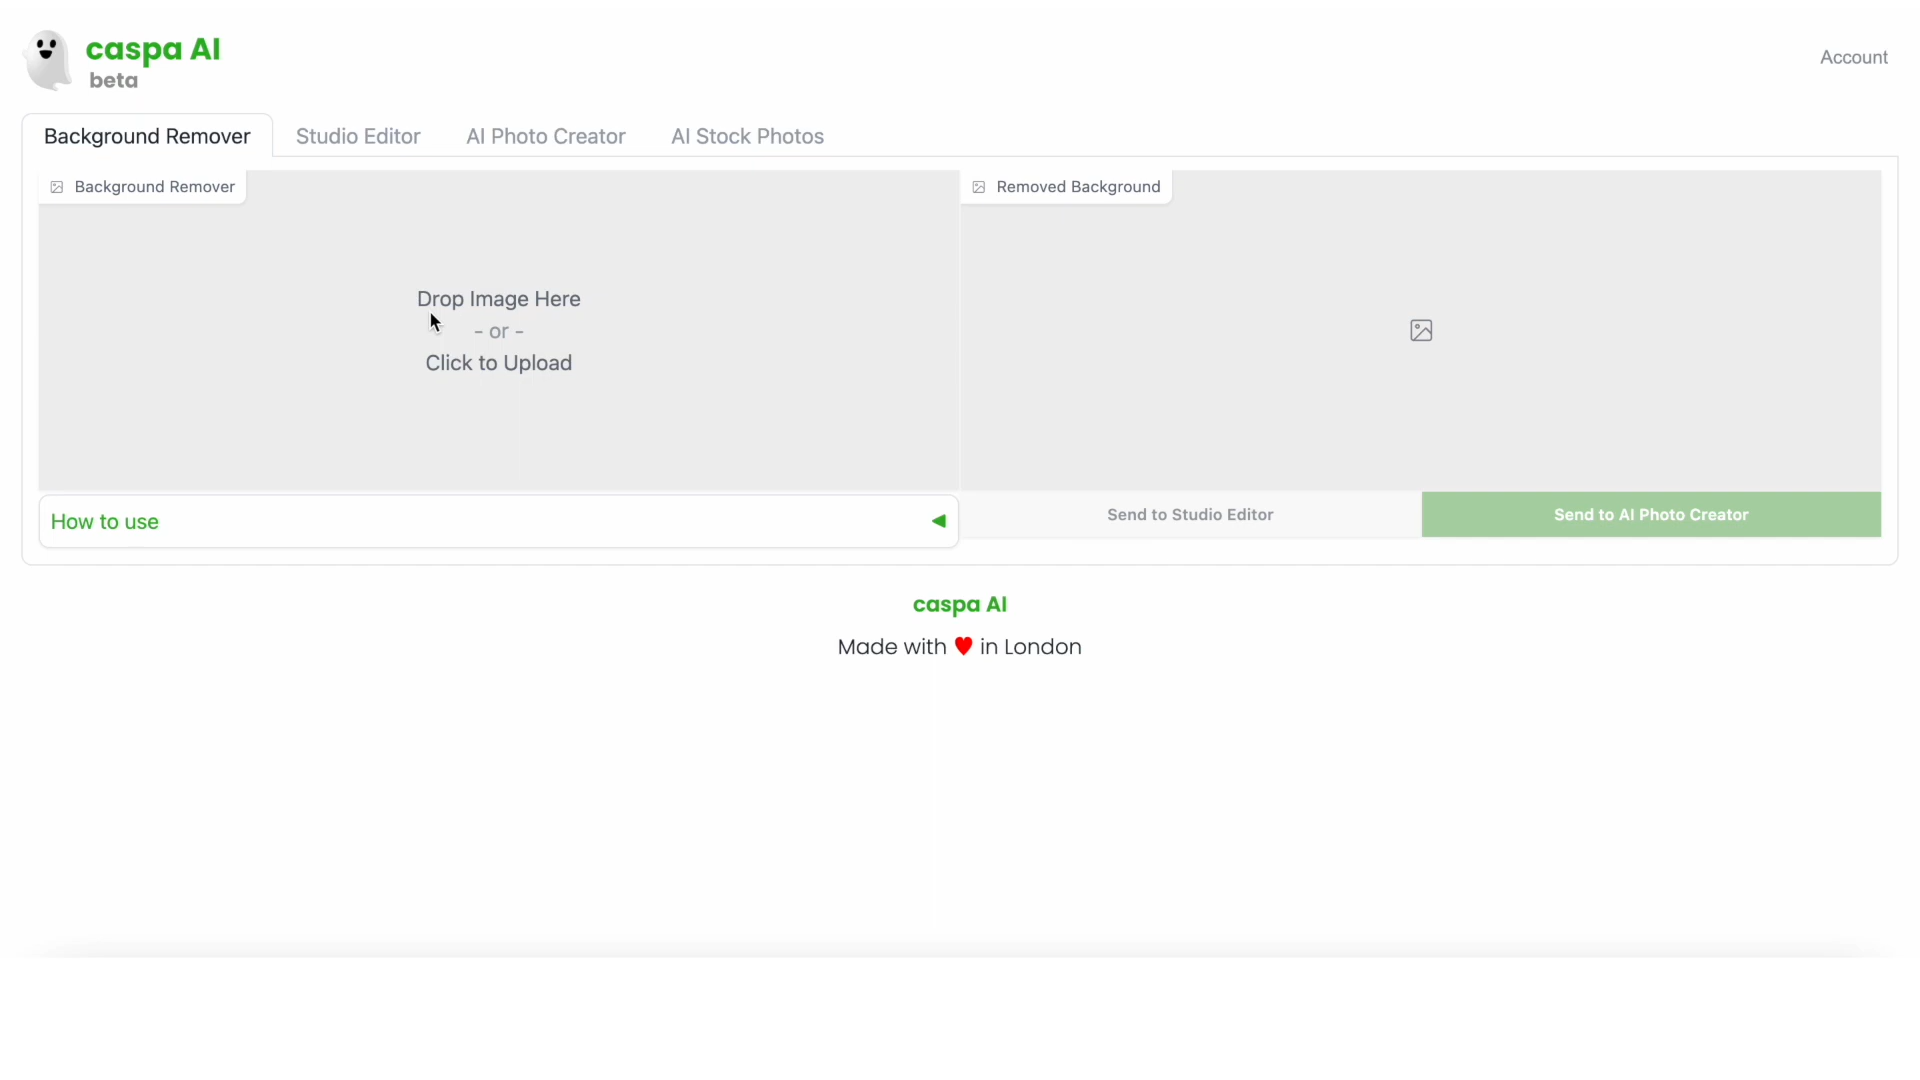 caspa AI
beta
Account
Background Remover
Studio Editor
AI Photo Creator
AI Stock Photos
Background Remover
Removed Background
Drop Image Here
- or -
Click to Upload
How to use
Send to Studio Editor
Send to AI Photo Creator
caspa AI
Made with ♥ in London